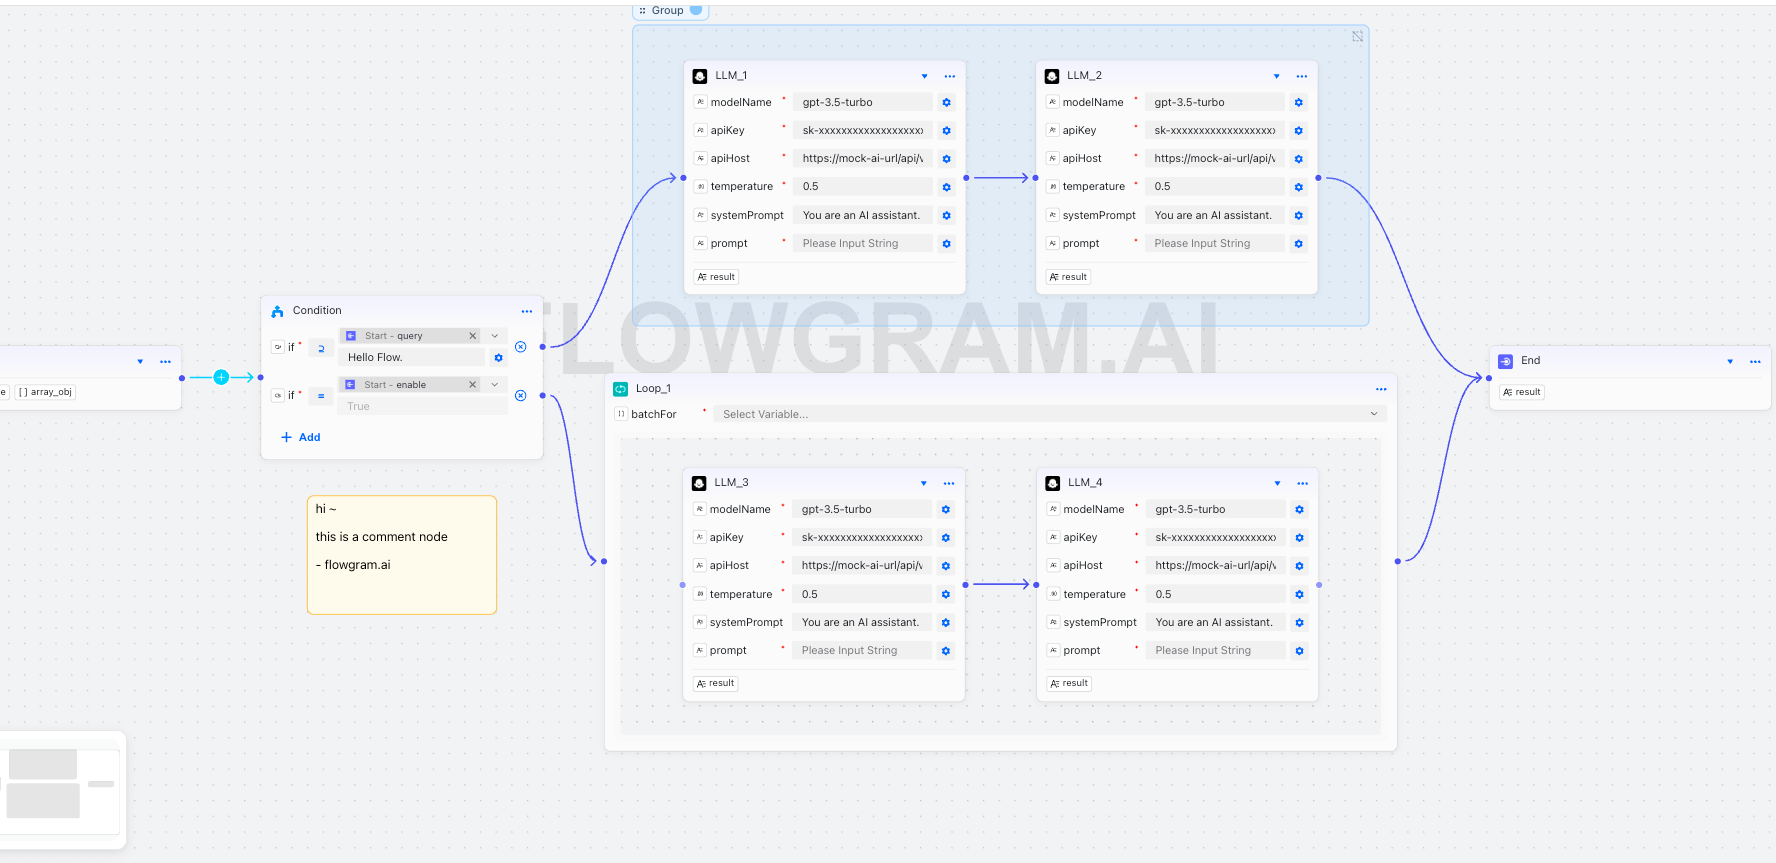 Group
LLM_1
modelName * gpt-3.5-turbo
apiKey * sk-xxxxxxxxxxxxxxxxxx
apiHost * https://mock-ai-url/api/v
temperature * 0.5
systemPrompt You are an AI assistant.
prompt * Please Input String
result
LLM_2
modelName * gpt-3.5-turbo
apiKey * sk-xxxxxxxxxxxxxxxxxx
apiHost * https://mock-ai-url/api/v
temperature * 0.5
systemPrompt You are an AI assistant.
prompt * Please Input String
result
FLOWGRAM.AI
Condition
if * Start - query
Hello Flow.
if * = Start - enable
True
+ Add
e [ ] array_obj
hi ~
this is a comment node
- flowgram.ai
Loop_1
batchFor * Select Variable...
LLM_3
modelName * gpt-3.5-turbo
apiKey * sk-xxxxxxxxxxxxxxxxxx
apiHost * https://mock-ai-url/api/v
temperature * 0.5
systemPrompt You are an AI assistant.
prompt * Please Input String
result
LLM_4
modelName * gpt-3.5-turbo
apiKey * sk-xxxxxxxxxxxxxxxxxx
apiHost * https://mock-ai-url/api/v
temperature * 0.5
systemPrompt You are an AI assistant.
prompt * Please Input String
result
End
result